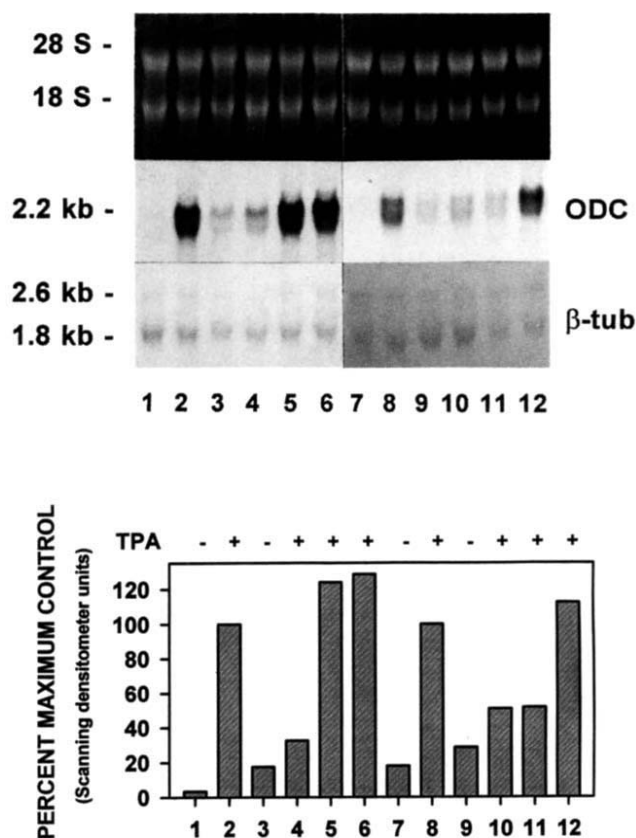 28 S -
18 S -
2.2 kb - ODC
2.6 kb -
1.8 kb - β-tub
1 2 3 4 5 6 7 8 9 10 11 12
TPA - + - + + + - + - + + +
PERCENT MAXIMUM CONTROL
(Scanning densitometer units)
120
100
80
60
40
20
0
1 2 3 4 5 6 7 8 9 10 11 12